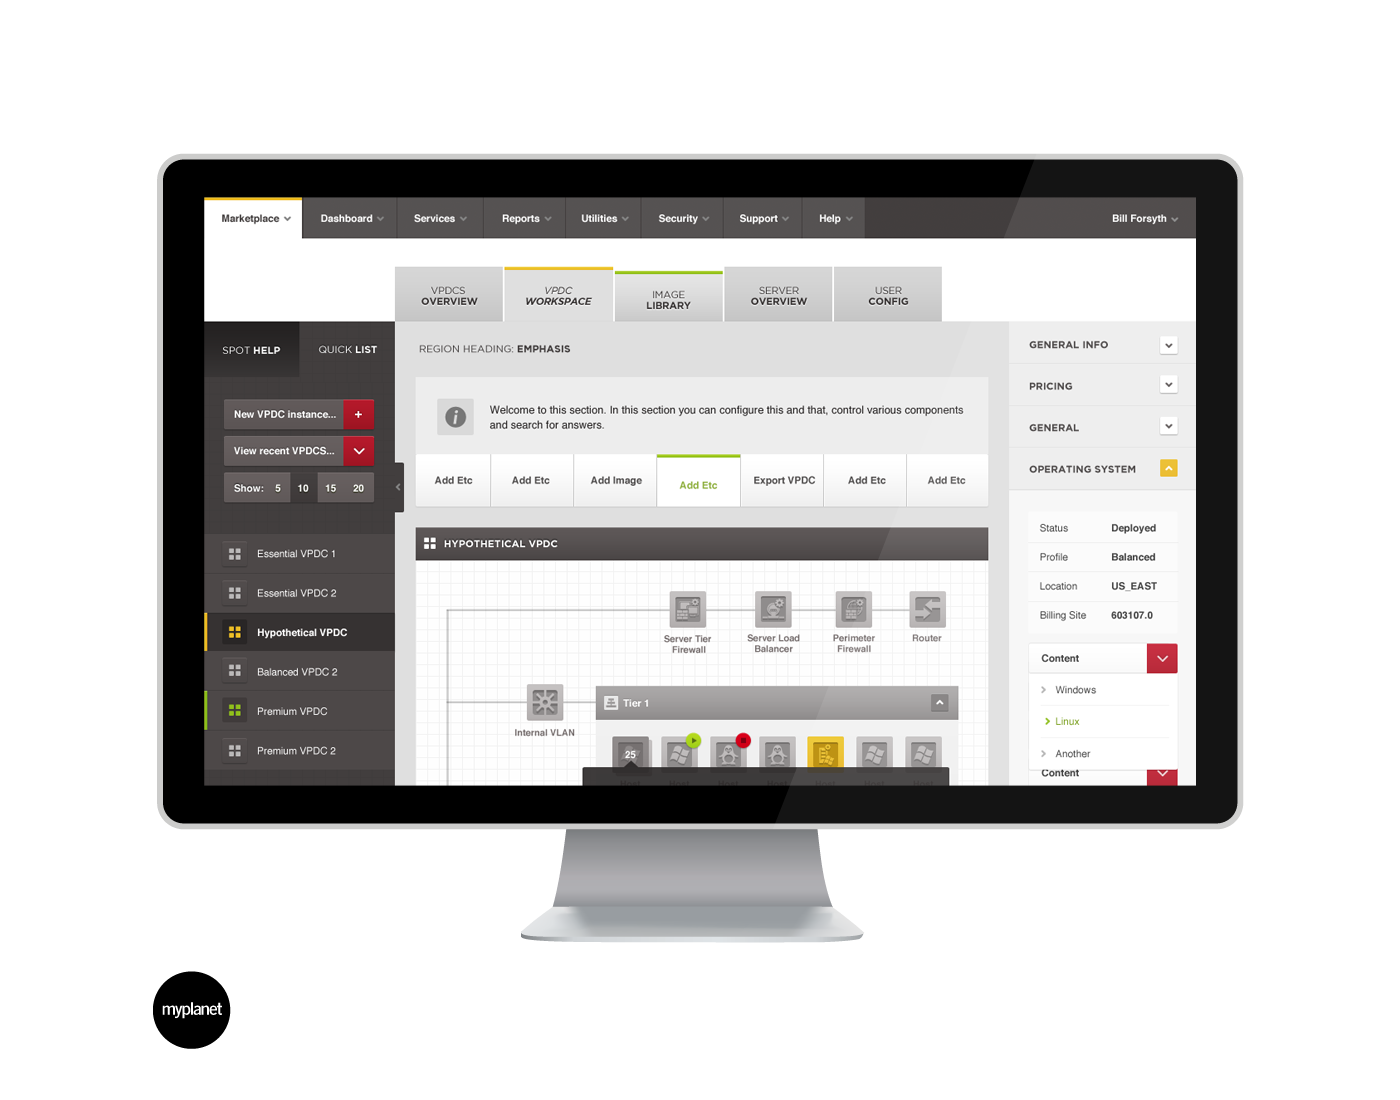 Marketplace
Dashboard
Services
Reports
Utilities
Security
Support
Help
Bill Forsyth
VPDCS
OVERVIEW
VPDC
WORKSPACE
IMAGE
LIBRARY
SERVER
OVERVIEW
USER
CONFIG
SPOT HELP
QUICK LIST
New VPDC instance... +
View recent VPDCS...
Show: 5 10 15 20
Essential VPDC 1
Essential VPDC 2
Hypothetical VPDC
Balanced VPDC 2
Premium VPDC
Premium VPDC 2
REGION HEADING: EMPHASIS
i
Welcome to this section. In this section you can configure this and that, control various components
and search for answers.
Add Etc
Add Etc
Add Image
Add Etc
Export VPDC
Add Etc
Add Etc
HYPOTHETICAL VPDC
Server Tier
Firewall
Server Load
Balancer
Perimeter
Firewall
Router
Internal VLAN
Tier 1
25
GENERAL INFO
PRICING
GENERAL
OPERATING SYSTEM
Status Deployed
Profile Balanced
Location US_EAST
Billing Site 603107.0
Content
Windows
Linux
Another
Content
myplanet